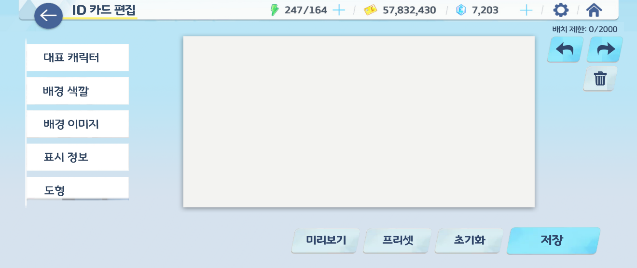 ID 카드 편집
247/164
57,832,430
7,203
배치 제한: 0/2000
대표 캐릭터
배경 색깔
배경 이미지
표시 정보
도형
미리보기
프리셋
초기화
저장